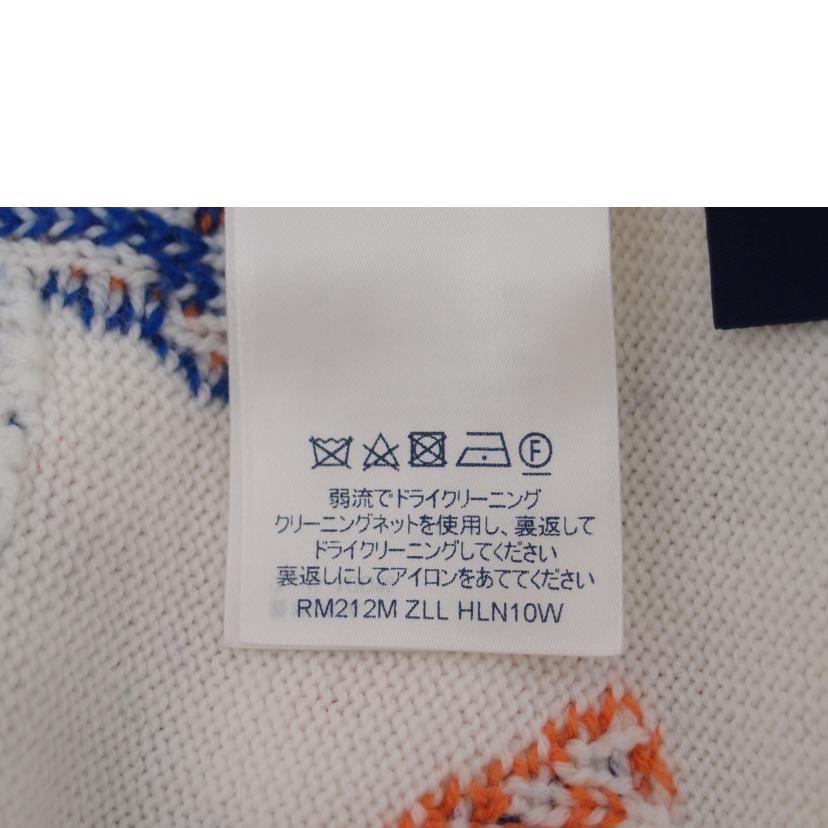 F
弱流でドライクリーニング
クリーニングネットを使用し、裏返して
ドライクリーニングしてください
裏返しにしてアイロンをあててください
RM212M ZLL HLN10W